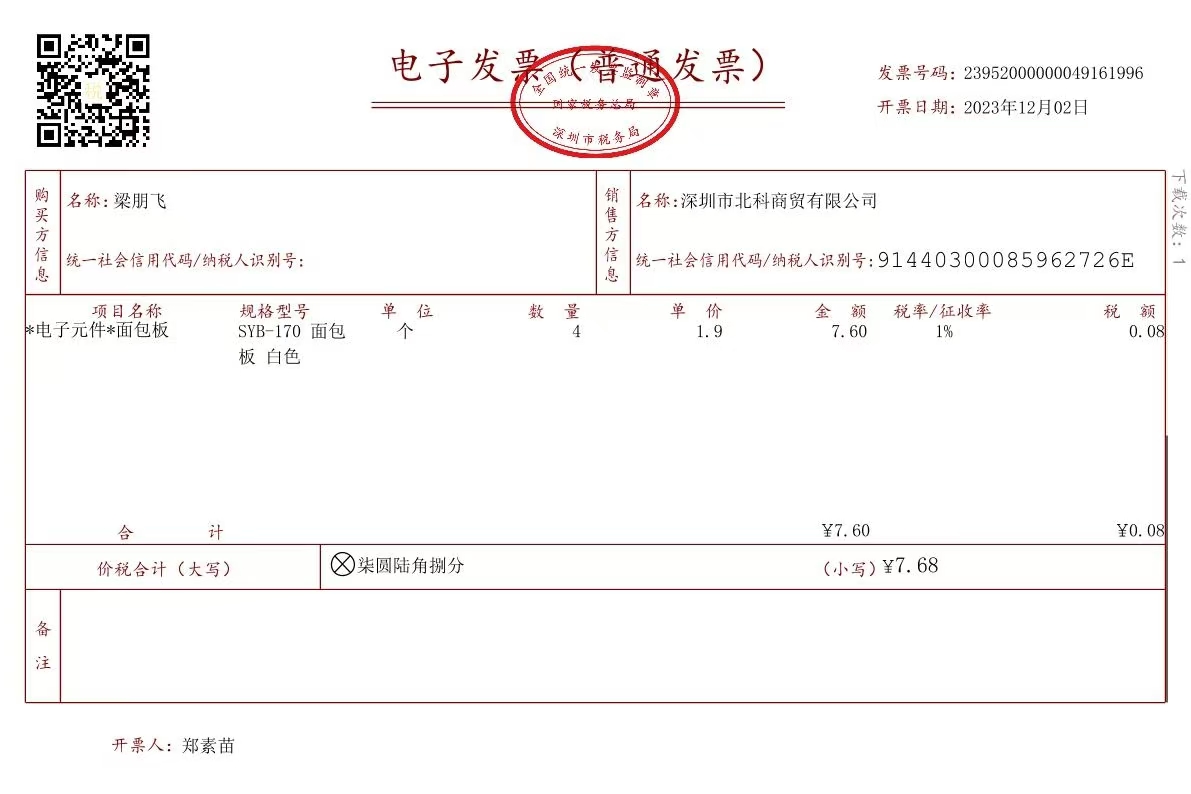 电子发票（普通发票）
全国统一发票监制章
国家税务总局
深圳市税务局
发票号码：23952000000049161996
开票日期：2023年12月02日
税
下载次数：1
购买方信息
名称：梁朋飞
统一社会信用代码/纳税人识别号：
销售方信息
名称：深圳市北科商贸有限公司
统一社会信用代码/纳税人识别号：91440300085962726E
项目名称 规格型号 单位 数量 单价 金额 税率/征收率 税额
*电子元件*面包板 SYB-170 面包 个 4 1.9 7.60 1% 0.08
板 白色
合计 ¥7.60 ¥0.08
价税合计（大写） ⊗柒圆陆角捌分 （小写）¥7.68
备注
开票人：郑素苗